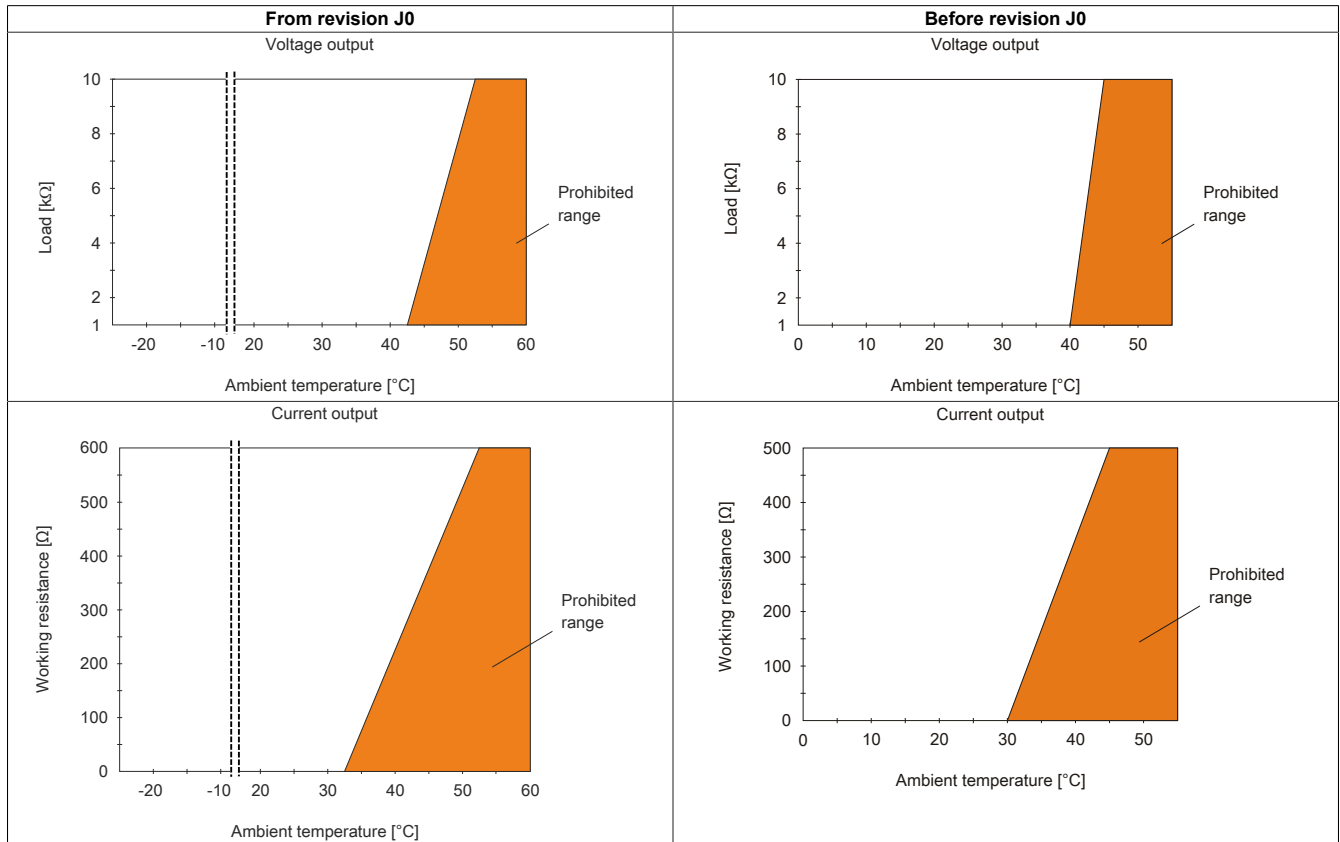 From revision J0
Before revision J0
Voltage output
10
8
6
4
2
1
Load [kΩ]
-20 -10 20 30 40 50 60
Ambient temperature [°C]
Prohibited
range
Voltage output
10
8
6
4
2
1
Load [kΩ]
0 10 20 30 40 50
Ambient temperature [°C]
Prohibited
range
Current output
600
500
400
300
200
100
0
Working resistance [Ω]
-20 -10 20 30 40 50 60
Ambient temperature [°C]
Prohibited
range
Current output
500
400
300
200
100
0
Working resistance [Ω]
0 10 20 30 40 50
Ambient temperature [°C]
Prohibited
range